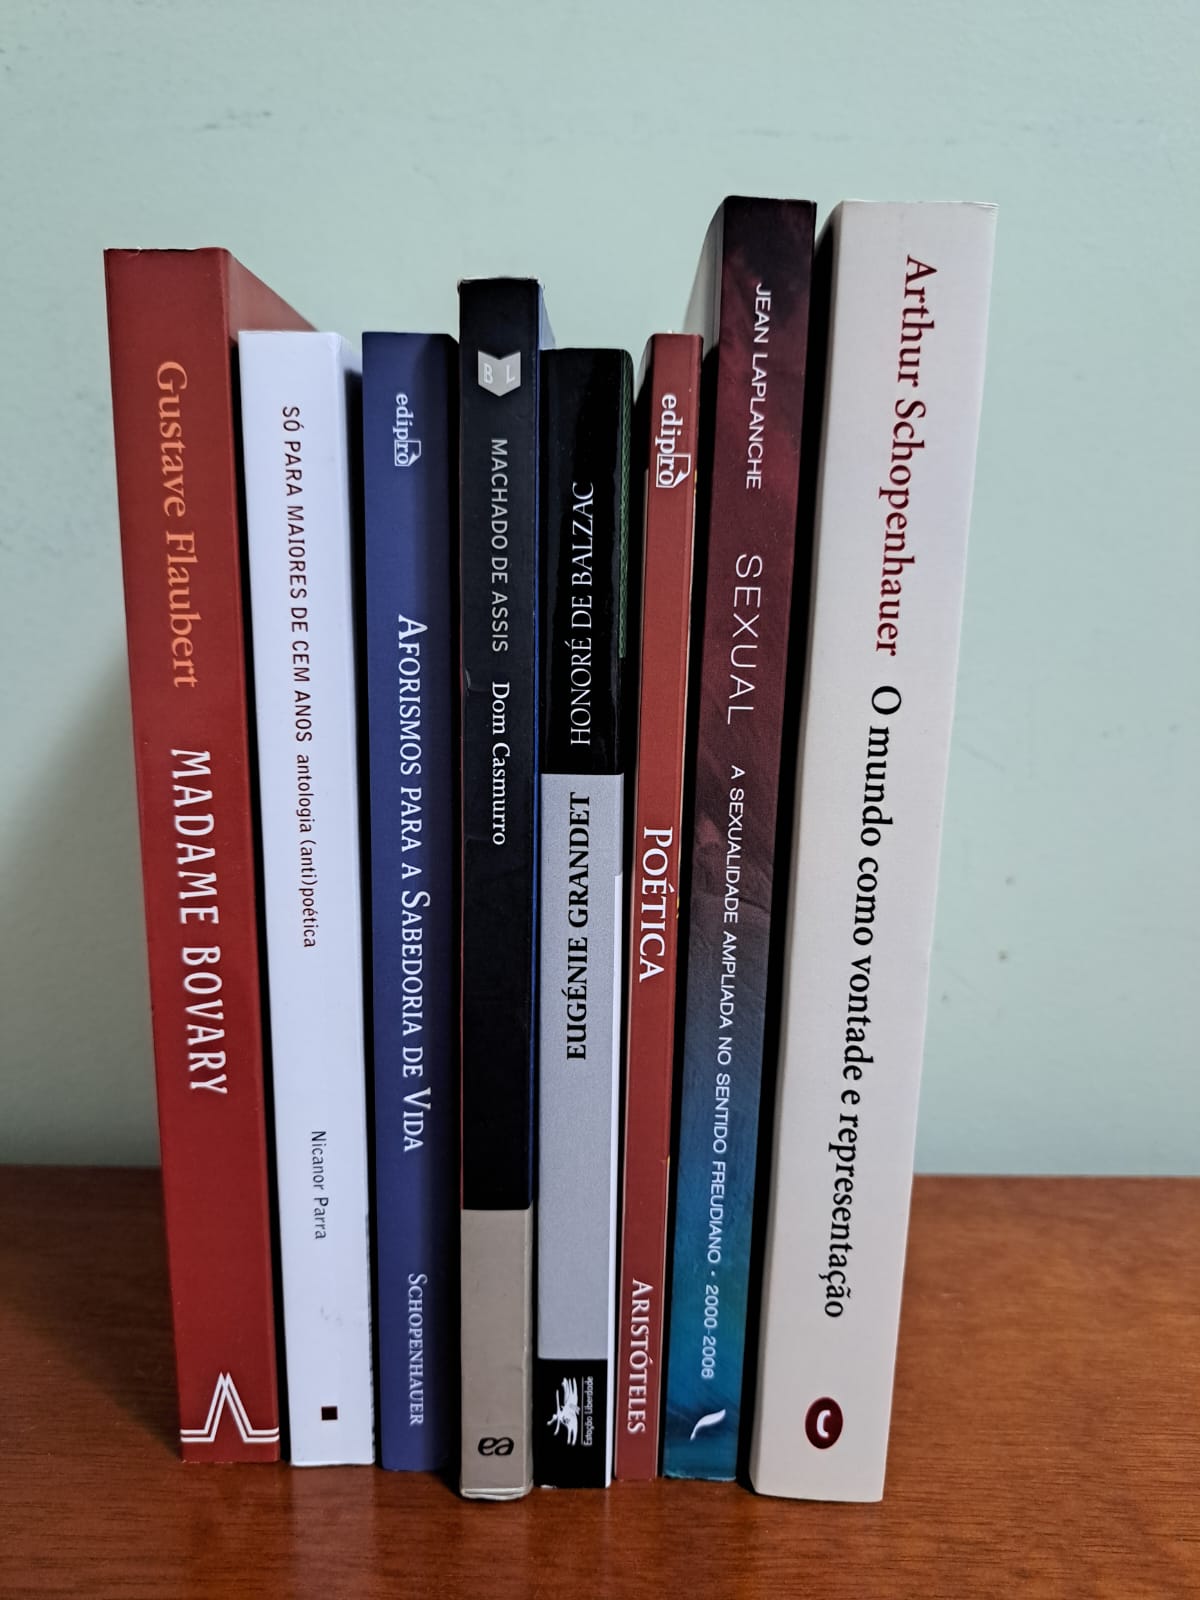 Gustave Flaubert MADAME BOVARY
SÓ PARA MAIORES DE CEM ANOS antologia (anti)poética Nicanor Parra
edipro AFORISMOS PARA A SABEDORIA DE VIDA SCHOPENHAUER
MACHADO DE ASSIS Dom Casmurro
HONORÉ DE BALZAC EUGÉNIE GRANDET Estação Liberdade
edipro POÉTICA ARISTÓTELES
JEAN LAPLANCHE SEXUAL A SEXUALIDADE AMPLIADA NO SENTIDO FREUDIANO • 2000-2006
Arthur Schopenhauer O mundo como vontade e representação